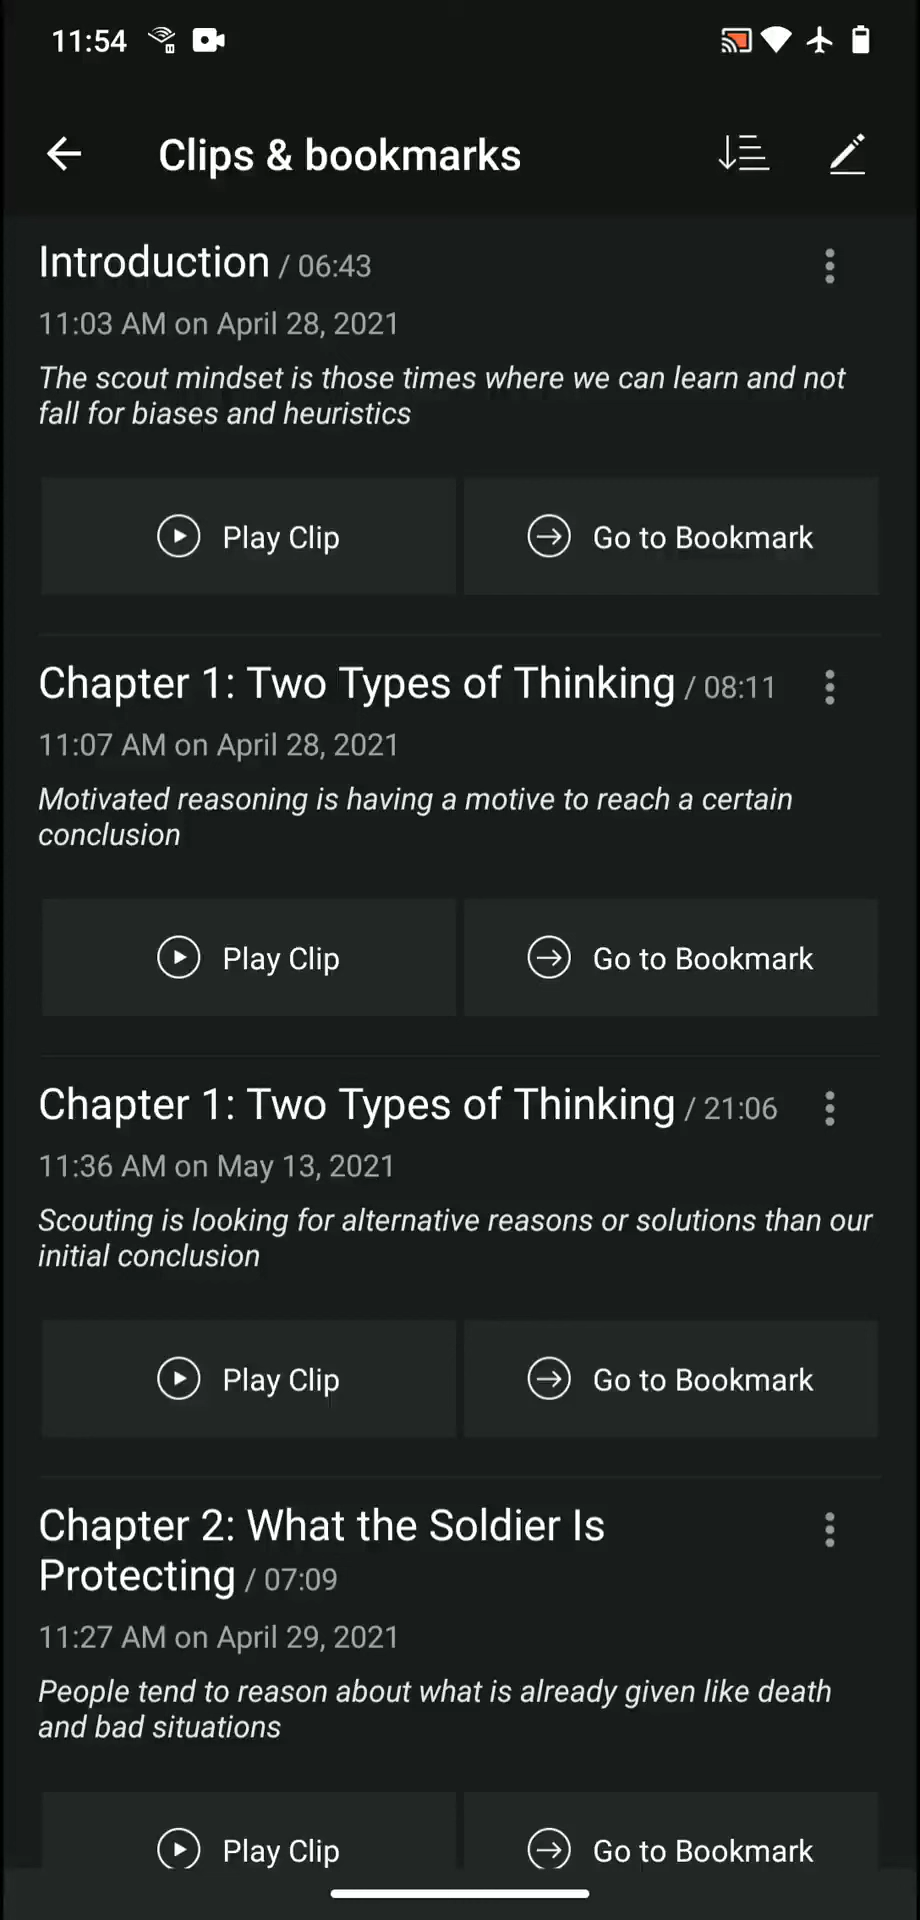 11:54
Clips & bookmarks
Introduction / 06:43
11:03 AM on April 28, 2021
The scout mindset is those times where we can learn and not
fall for biases and heuristics
Play Clip
Go to Bookmark
Chapter 1: Two Types of Thinking / 08:11
11:07 AM on April 28, 2021
Motivated reasoning is having a motive to reach a certain
conclusion
Play Clip
Go to Bookmark
Chapter 1: Two Types of Thinking / 21:06
11:36 AM on May 13, 2021
Scouting is looking for alternative reasons or solutions than our
initial conclusion
Play Clip
Go to Bookmark
Chapter 2: What the Soldier Is
Protecting / 07:09
11:27 AM on April 29, 2021
People tend to reason about what is already given like death
and bad situations
Play Clip
Go to Bookmark